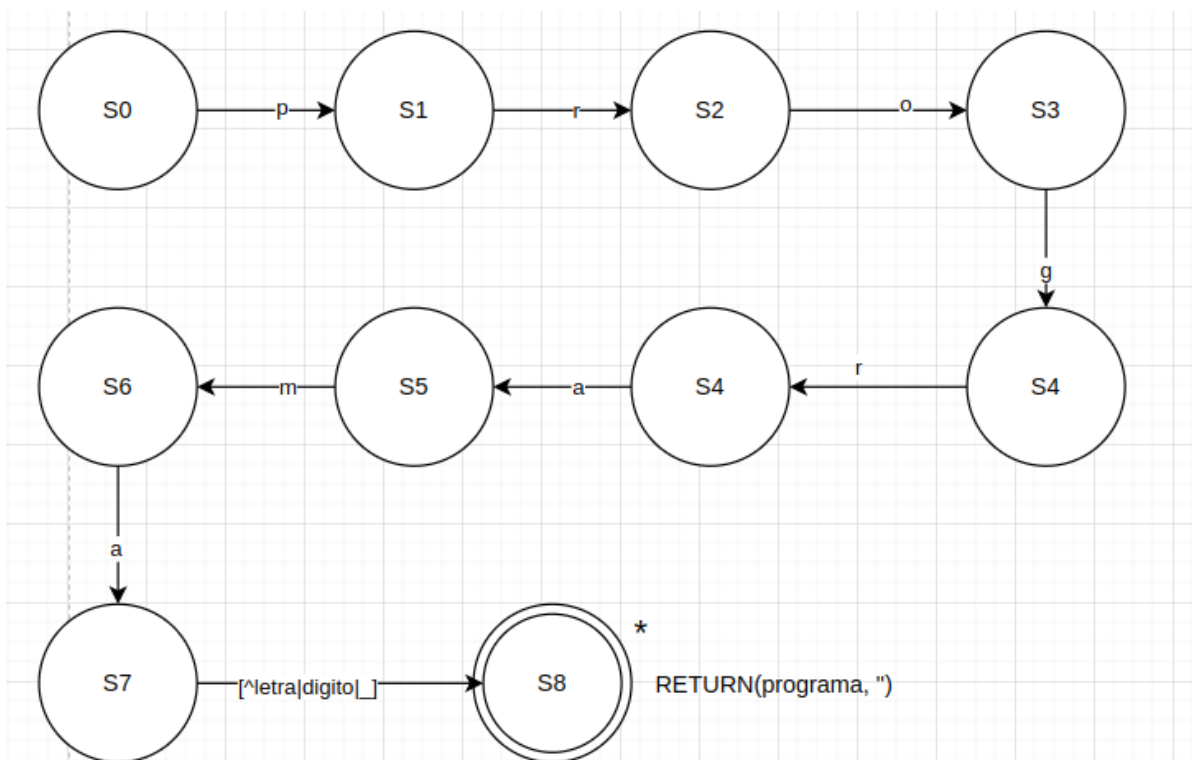 S0 p S1 r S2 o S3
g
S6 m S5 a S4 r S4
a
*
S7 [^letra|digito|_] S8 RETURN(programa, '')